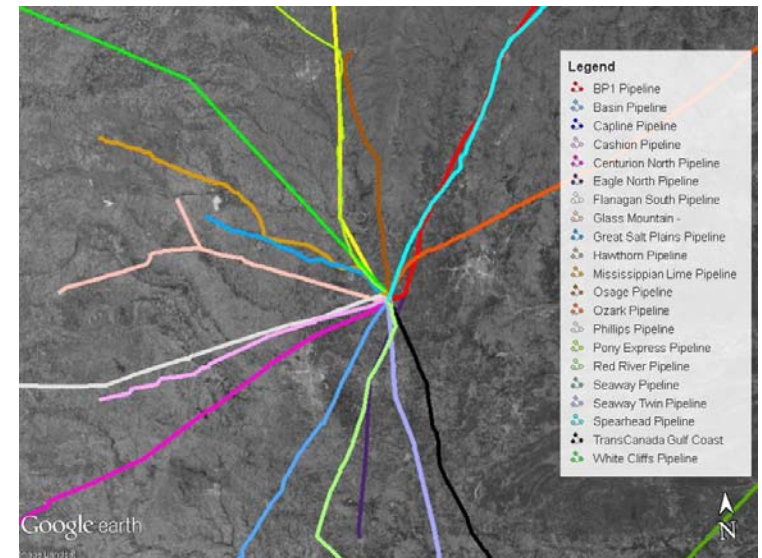 Legend
BP1 Pipeline
Basin Pipeline
Capline Pipeline
Cashion Pipeline
Centurion North Pipeline
Eagle North Pipeline
Flanagan South Pipeline
Glass Mountain -
Great Salt Plains Pipeline
Hawthorn Pipeline
Mississippian Lime Pipeline
Osage Pipeline
Ozark Pipeline
Phillips Pipeline
Pony Express Pipeline
Red River Pipeline
Seaway Pipeline
Seaway Twin Pipeline
Spearhead Pipeline
TransCanada Gulf Coast
White Cliffs Pipeline
Google earth
N